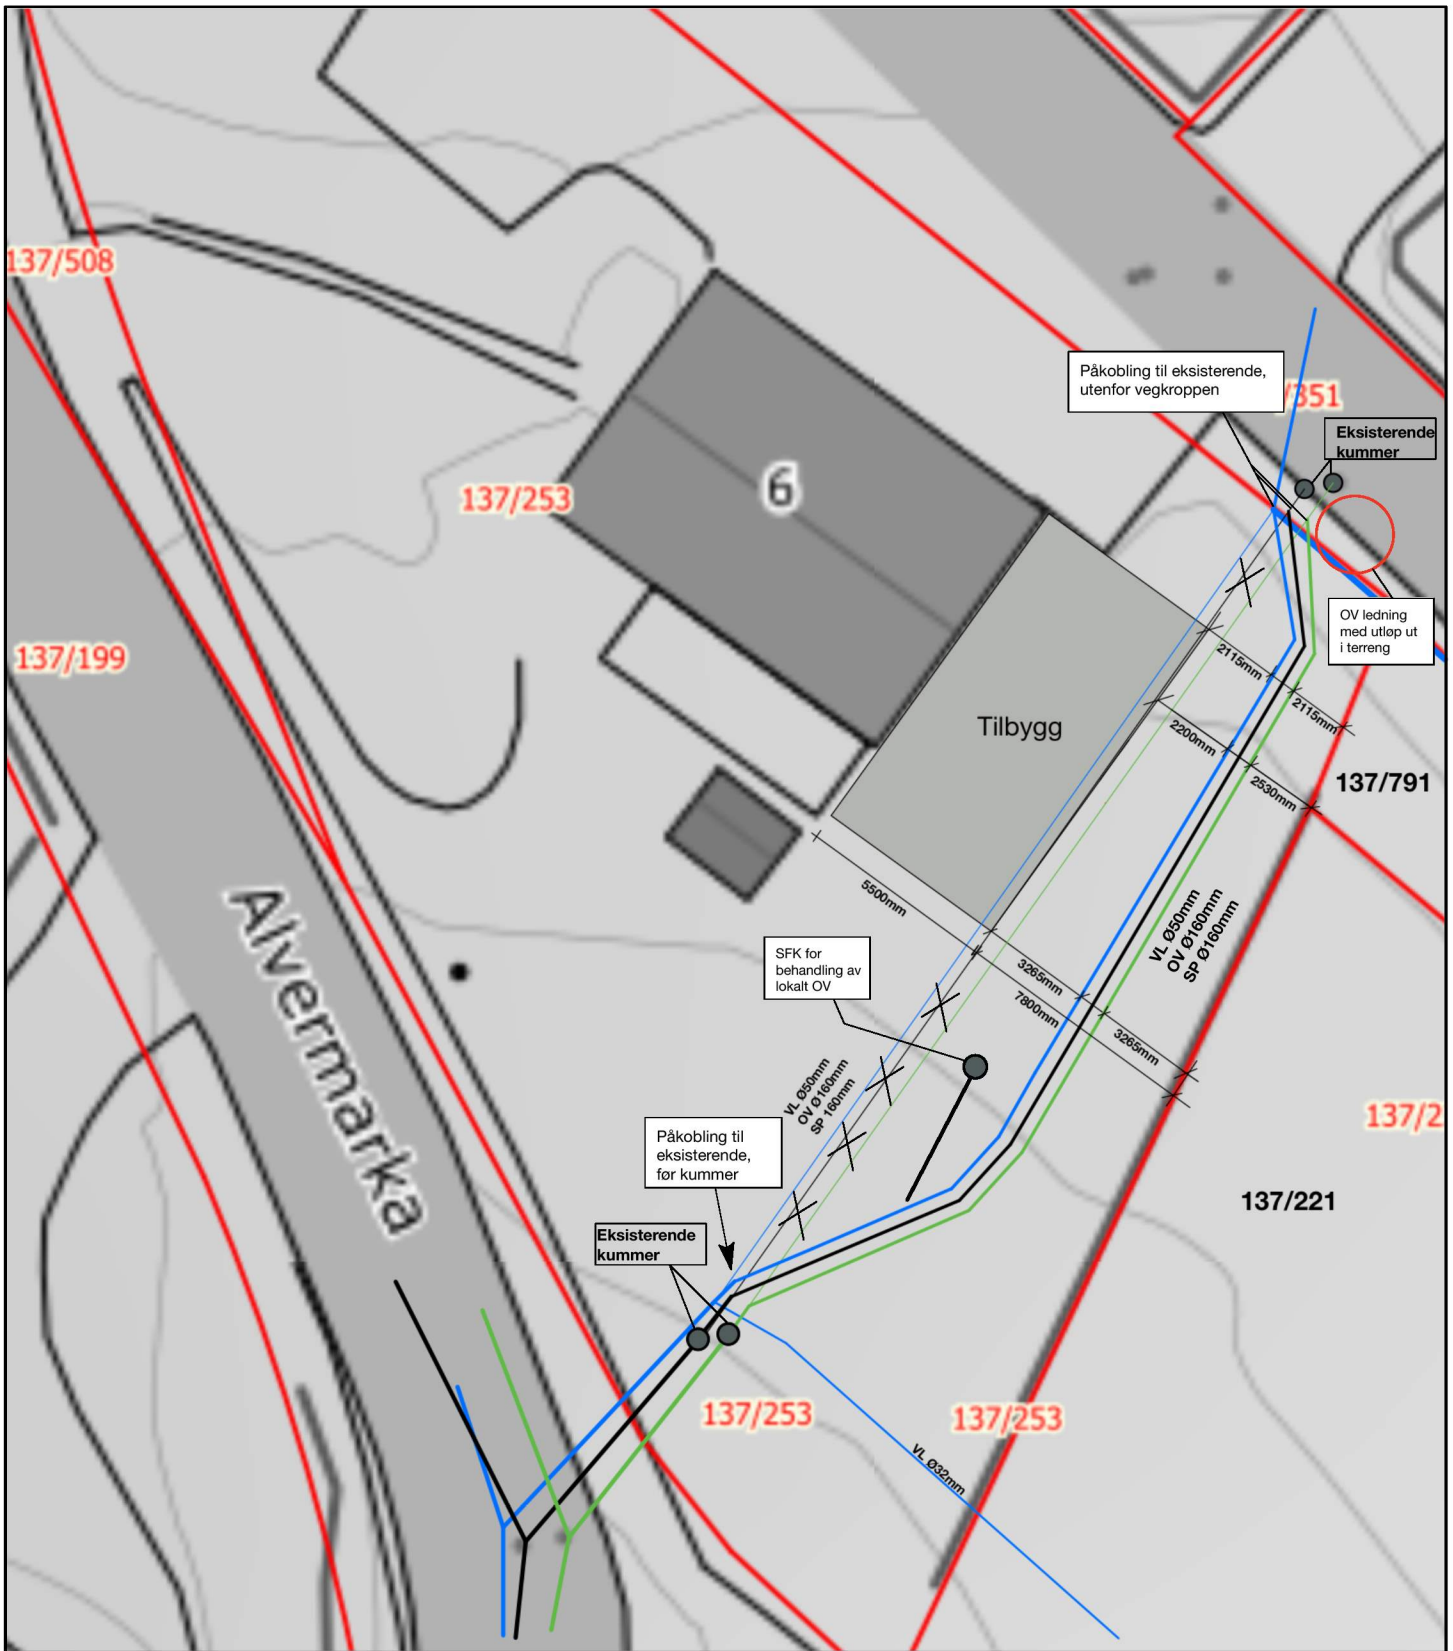 137/508
Påkobling til eksisterende,
utenfor vegkroppen
/351
Eksisterende
kummer
137/253
6
OV ledning
med utløp ut
i terreng
137/199
2115mm
2115mm
Tilbygg
2200mm
2530mm
137/791
5500mm
VL Ø50mm
OV Ø160mm
SP Ø160mm
SFK for
behandling av
lokalt OV
3265mm
7800mm
3265mm
Alvermarka
VL Ø50mm
OV Ø160mm
SP 160mm
137/2
Påkobling til
eksisterende,
før kummer
137/221
Eksisterende
kummer
137/253
137/253
VL Ø32mm